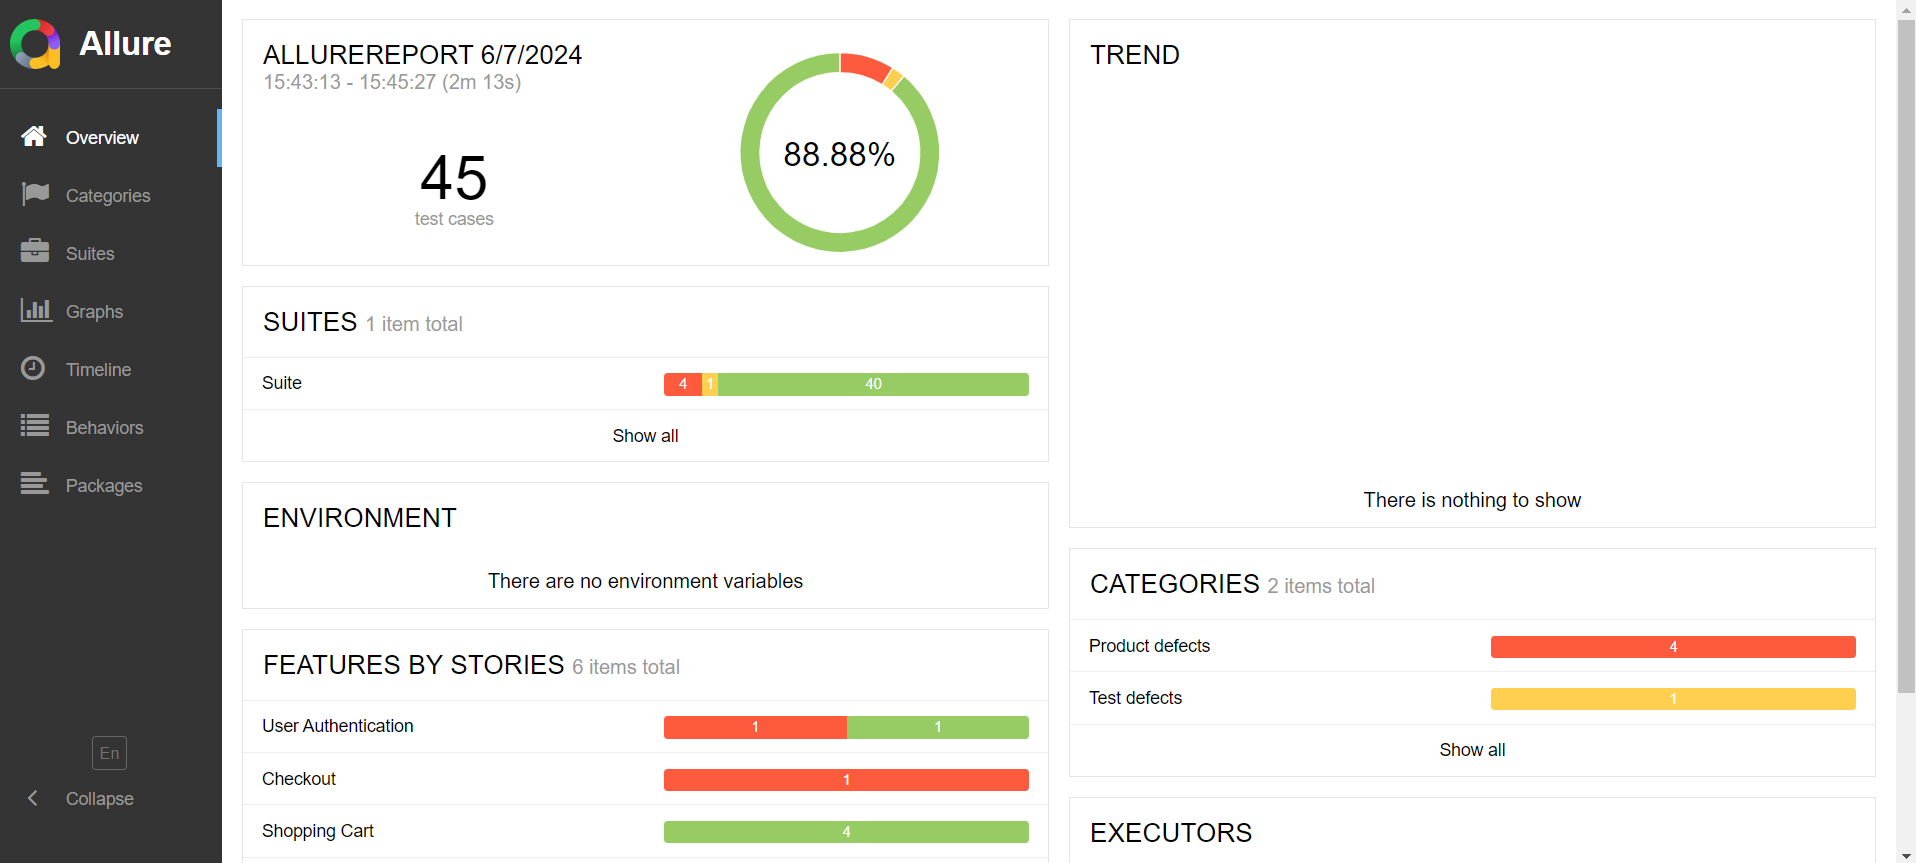 Allure
Overview
Categories
Suites
Graphs
Timeline
Behaviors
Packages
En
Collapse
ALLUREREPORT 6/7/2024
15:43:13 - 15:45:27 (2m 13s)
45
test cases
88.88%
SUITES 1 item total
Suite 4 1 40
Show all
ENVIRONMENT
There are no environment variables
FEATURES BY STORIES 6 items total
User Authentication 1 1
Checkout 1
Shopping Cart 4
TREND
There is nothing to show
CATEGORIES 2 items total
Product defects 4
Test defects 1
Show all
EXECUTORS